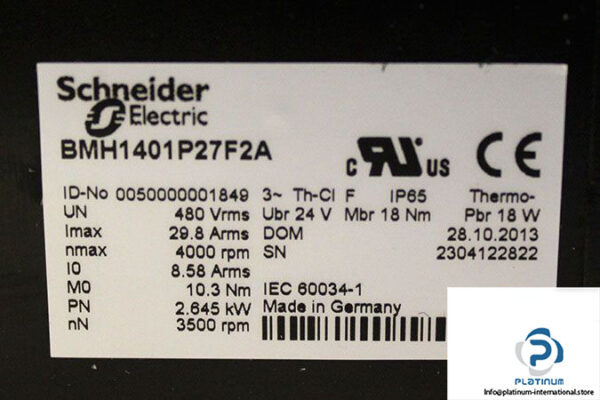 Schneider
Electric
BMH1401P27F2A
c RU US CE
ID-No 0050000001849 3~ Th-Cl F IP65 Thermo-
UN 480 Vrms Ubr 24 V Mbr 18 Nm Pbr 18 W
Imax 29.8 Arms DOM 28.10.2013
nmax 4000 rpm SN 2304122822
I0 8.58 Arms
M0 10.3 Nm IEC 60034-1
PN 2.645 kW Made in Germany
nN 3500 rpm
PLATINUM
Info@platinum-international.store